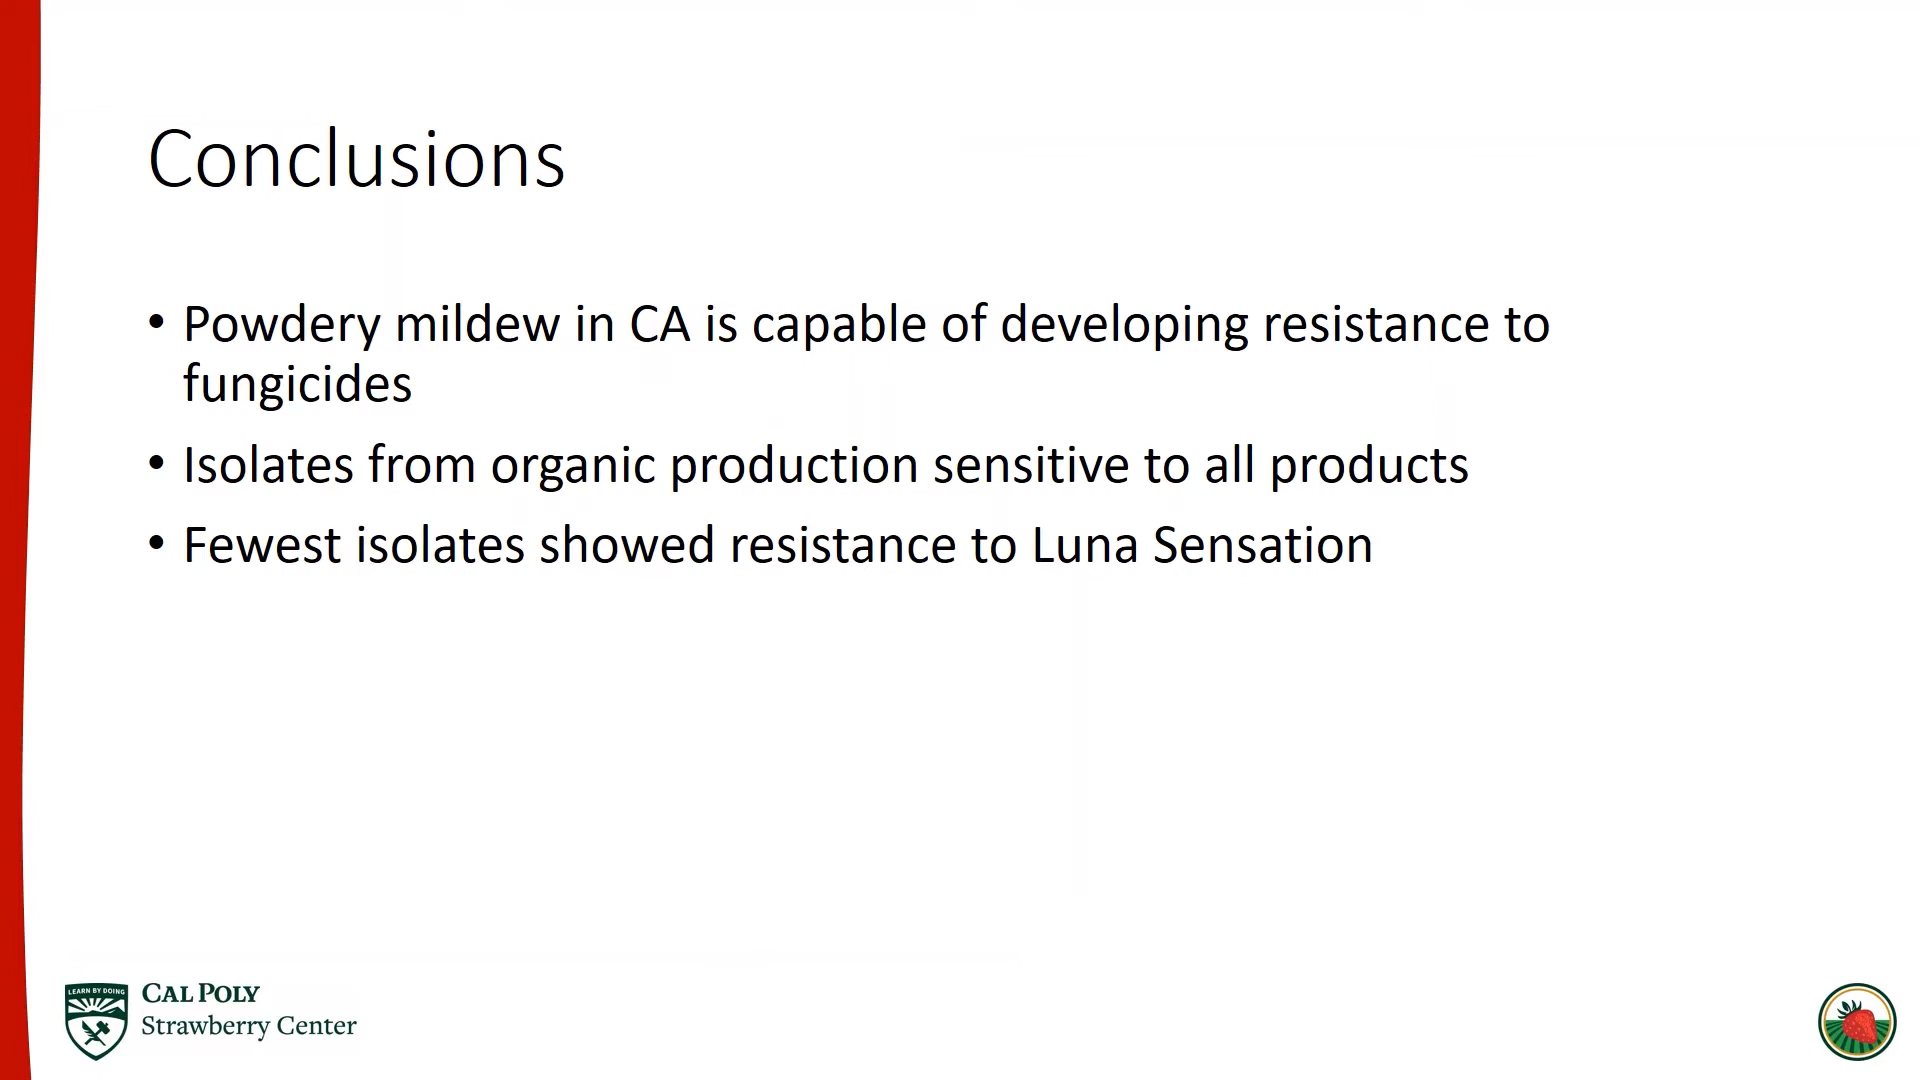 Conclusions
• Powdery mildew in CA is capable of developing resistance to
fungicides
• Isolates from organic production sensitive to all products
• Fewest isolates showed resistance to Luna Sensation
LEARN BY DOING
CAL POLY
Strawberry Center